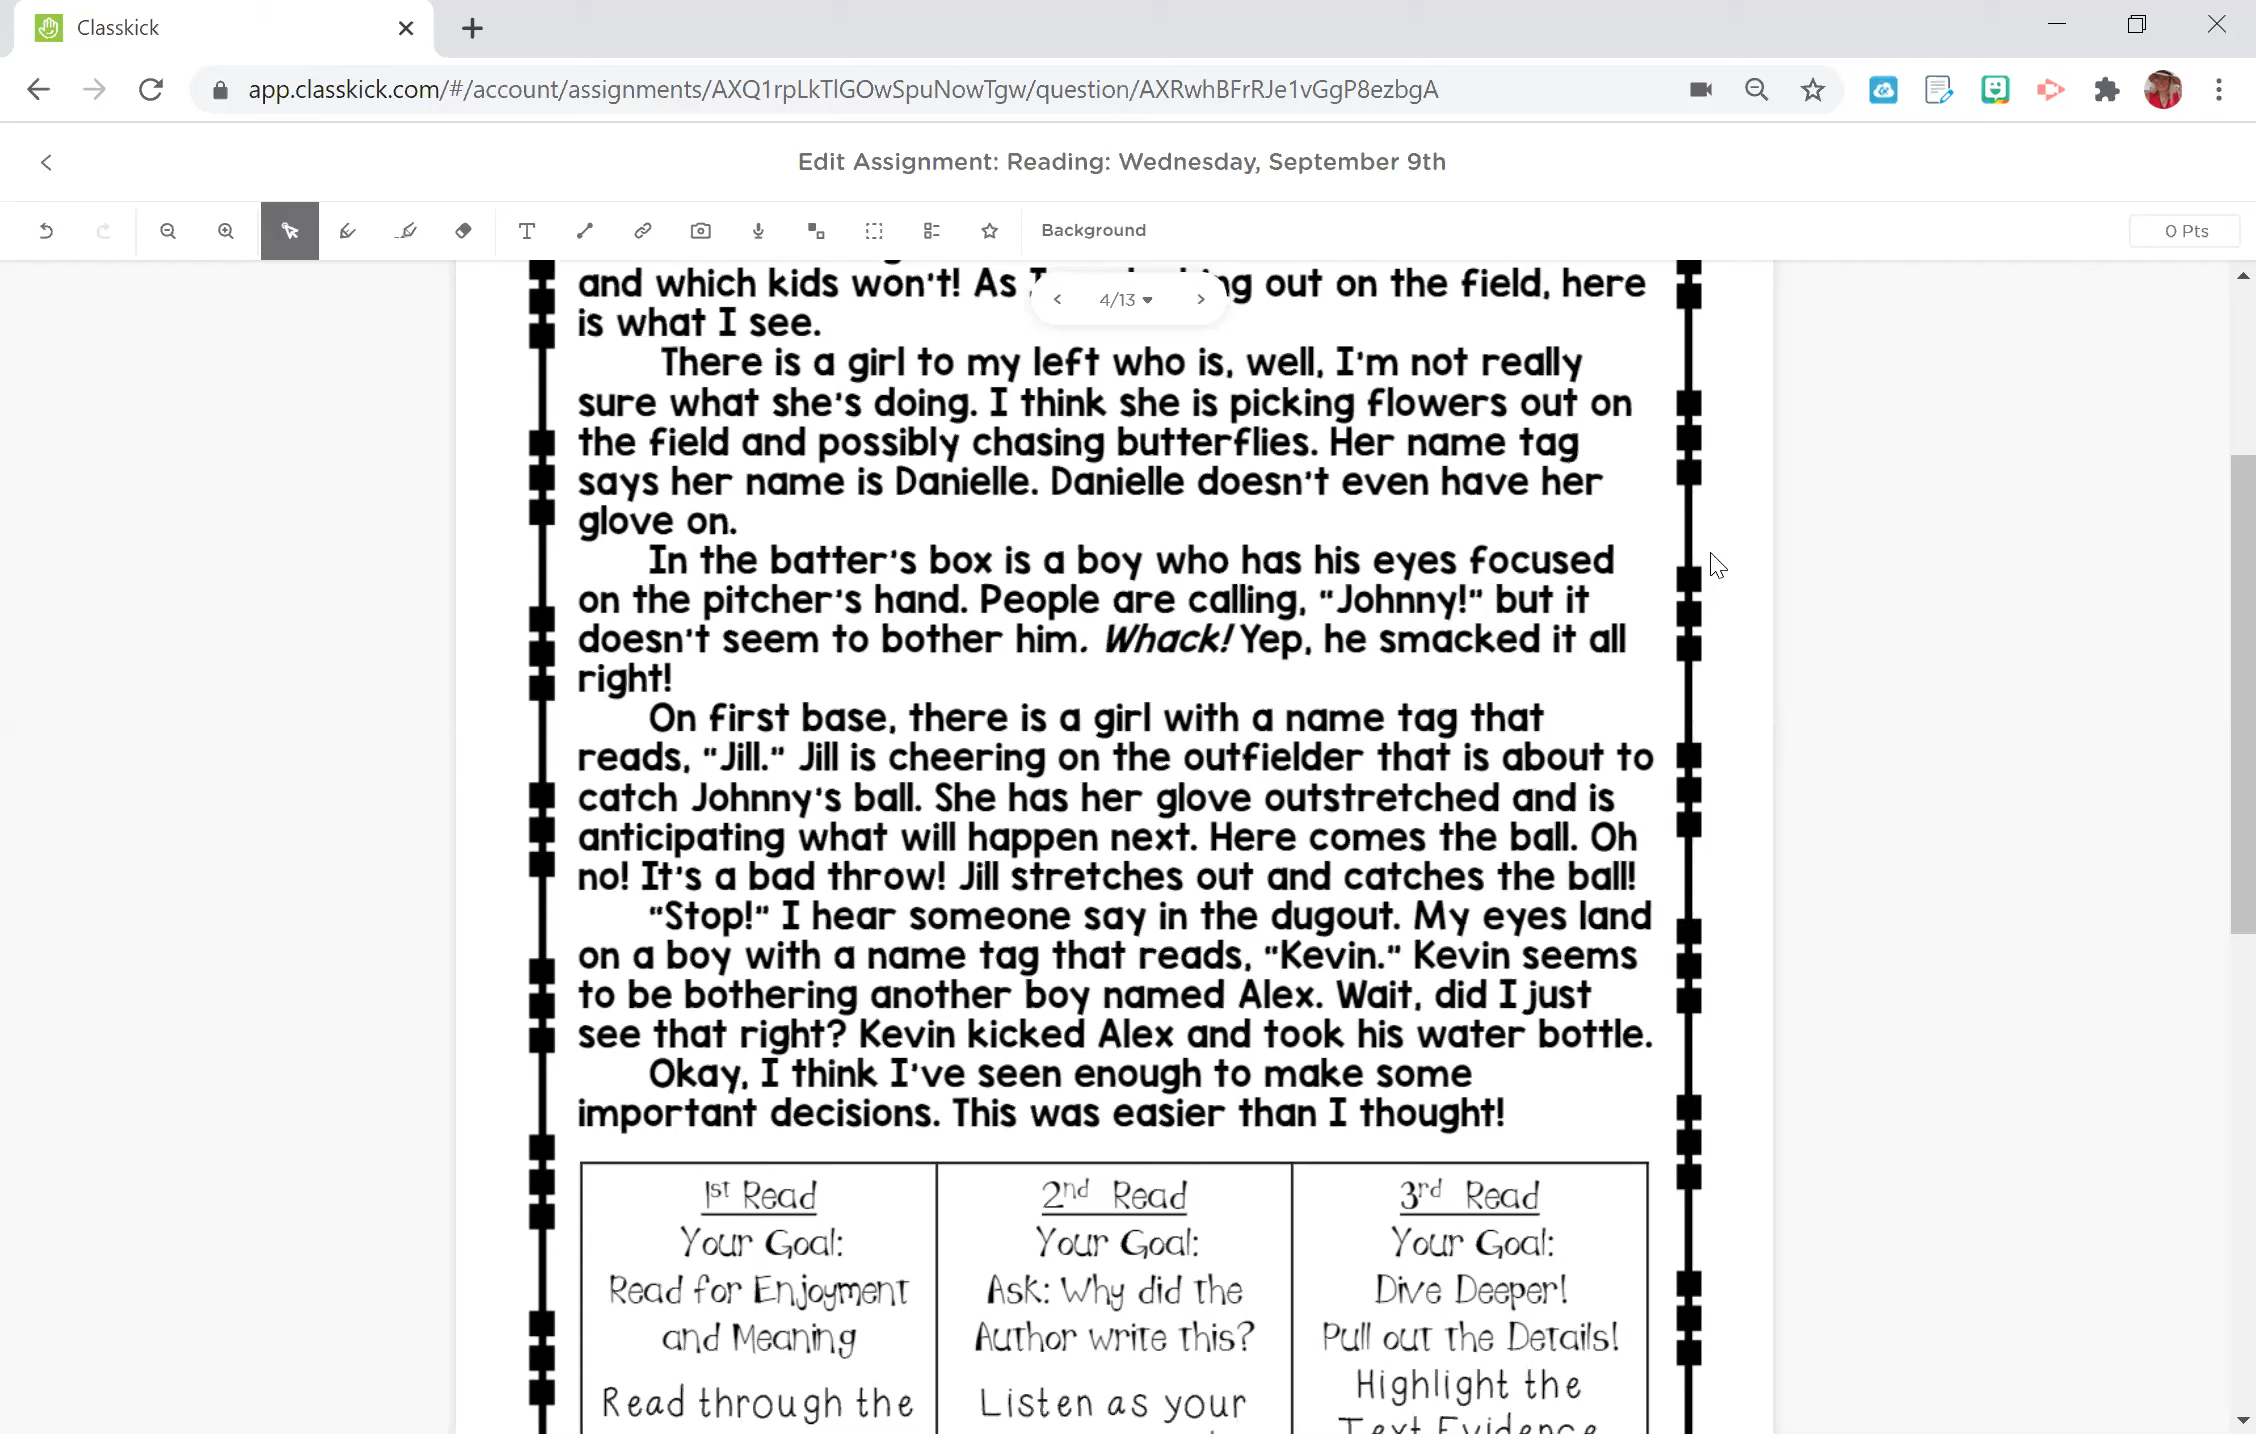 Classkick
app.classkick.com/#/account/assignments/AXQ1rpLkTlGOwSpuNowTgw/question/AXRwhBFrRJe1vGgP8ezbgA
Edit Assignment: Reading: Wednesday, September 9th
Background
0 Pts
4/13
and which kids won't! As out on the field, here
is what I see.
There is a girl to my left who is, well, I'm not really
sure what she's doing. I think she is picking flowers out on
the field and possibly chasing butterflies. Her name tag
says her name is Danielle. Danielle doesn't even have her
glove on.
In the batter's box is a boy who has his eyes focused
on the pitcher's hand. People are calling, "Johnny!" but it
doesn't seem to bother him. Whack! Yep, he smacked it all
right!
On first base, there is a girl with a name tag that
reads, "Jill." Jill is cheering on the outfielder that is about to
catch Johnny's ball. She has her glove outstretched and is
anticipating what will happen next. Here comes the ball. Oh
no! It's a bad throw! Jill stretches out and catches the ball!
"Stop!" I hear someone say in the dugout. My eyes land
on a boy with a name tag that reads, "Kevin." Kevin seems
to be bothering another boy named Alex. Wait, did I just
see that right? Kevin kicked Alex and took his water bottle.
Okay, I think I've seen enough to make some
important decisions. This was easier than I thought!
1st Read
Your Goal:
Read for Enjoyment
and Meaning
Read through the
2nd Read
Your Goal:
Ask: Why did the
Author write this?
Listen as your
3rd Read
Your Goal:
Dive Deeper!
Pull out the Details!
Highlight the
Text Evidence